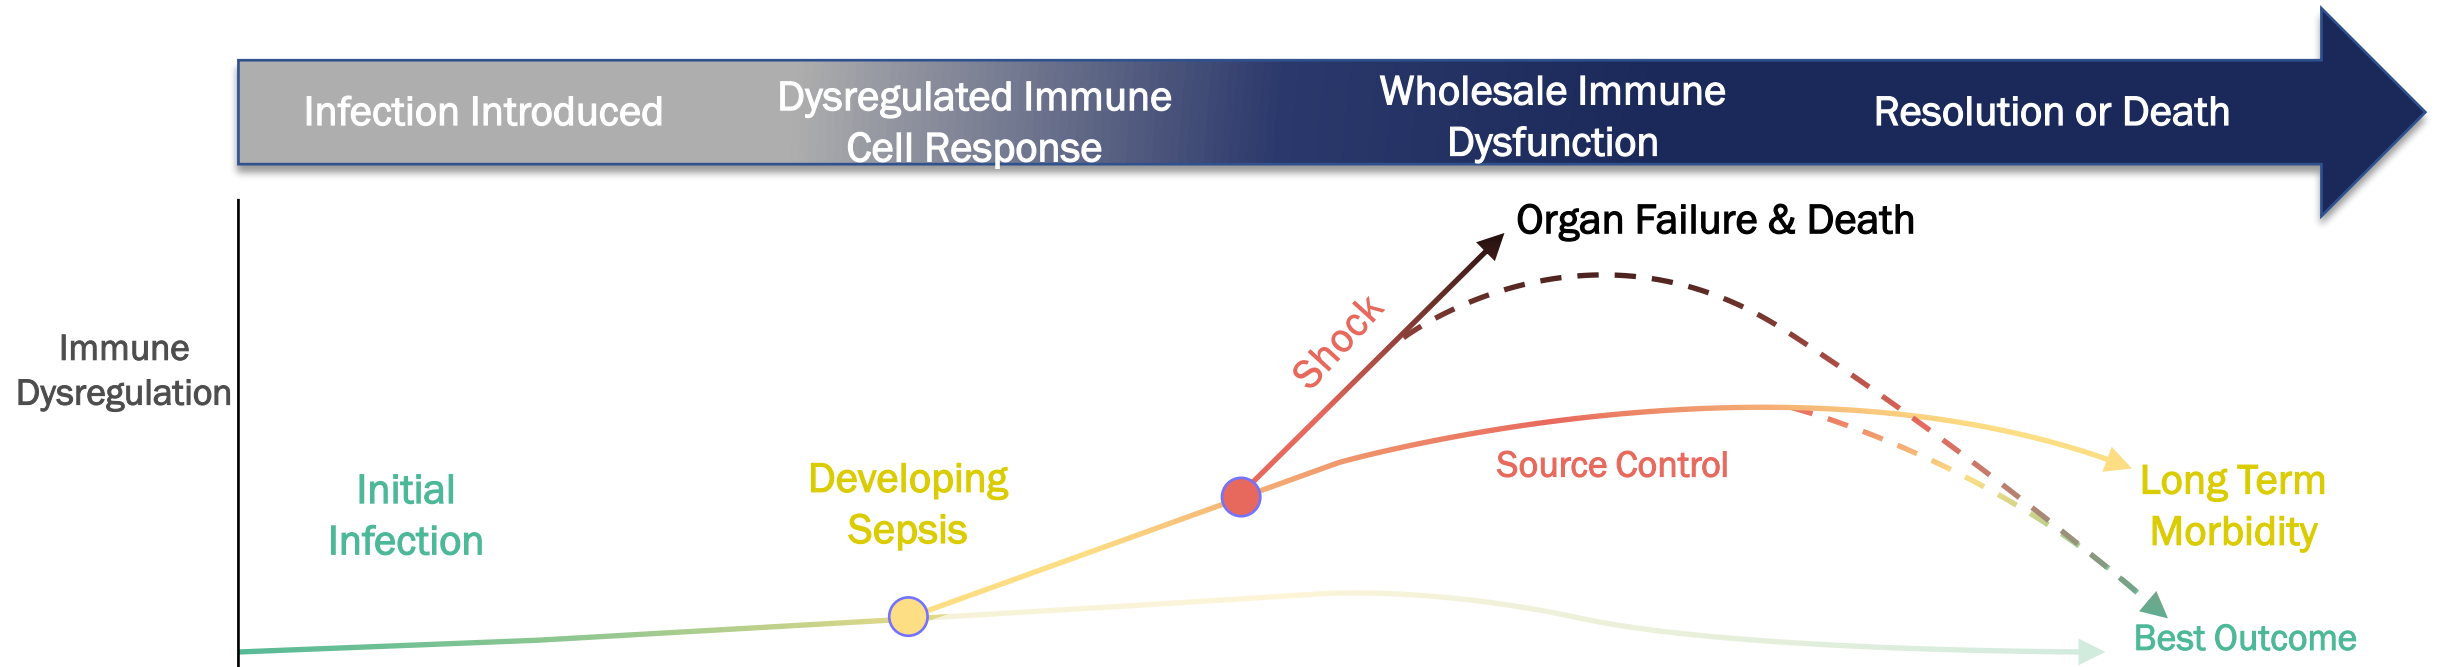 Infection Introduced
Dysregulated Immune
Cell Response
Wholesale Immune
Dysfunction
Resolution or Death
Organ Failure & Death
Shock
Immune
Dysregulation
Source Control
Initial
Infection
Developing
Sepsis
Long Term
Morbidity
Best Outcome